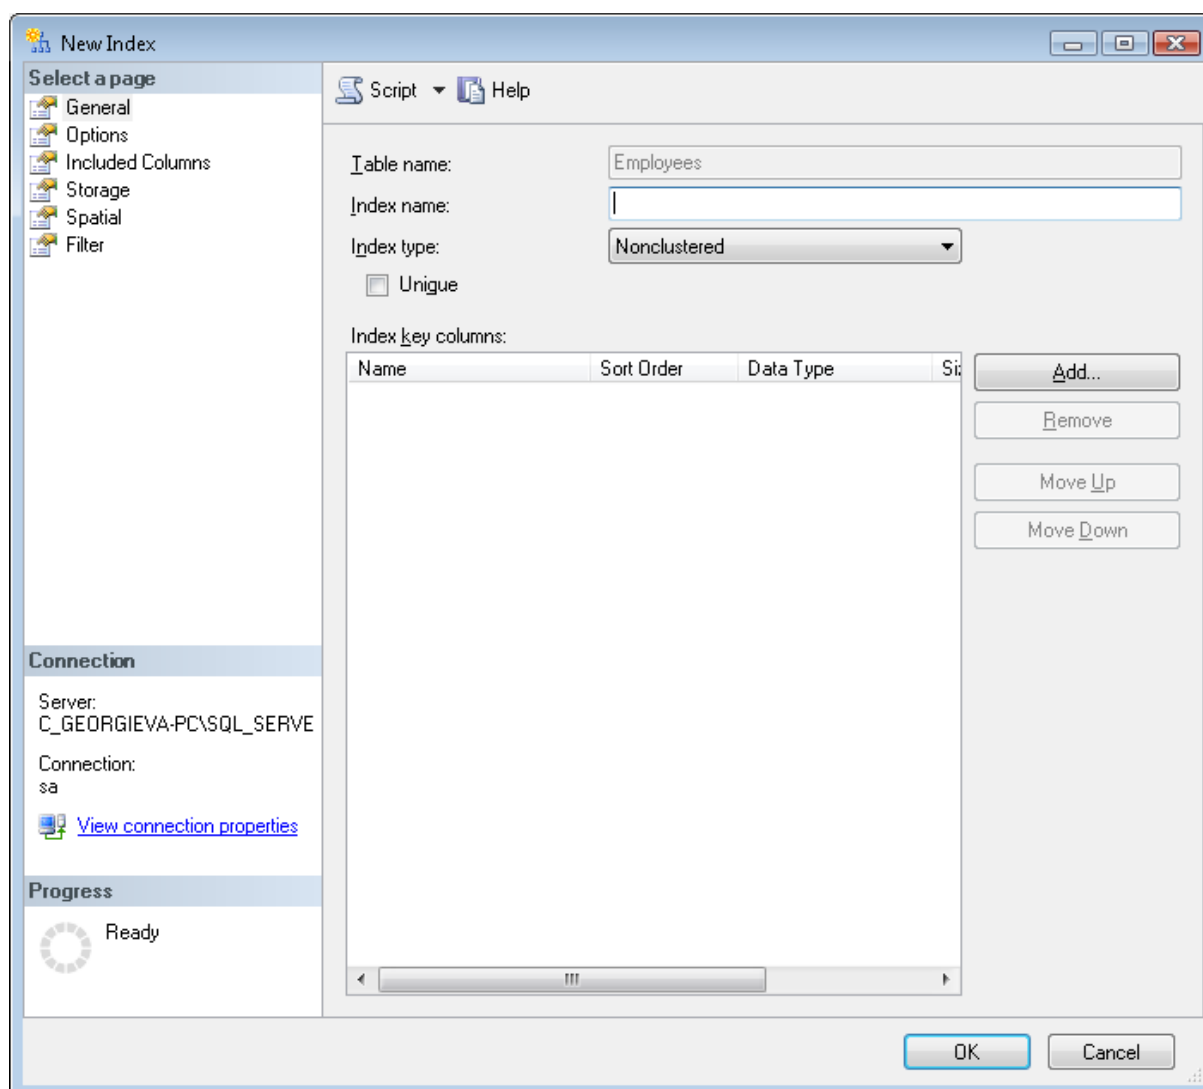 New Index
Select a page
General
Options
Included Columns
Storage
Spatial
Filter
Script
Help
Table name:
Employees
Index name:
Index type:
Nonclustered
Unigue
Index key columns:
Name Sort Order Data Type Siz
Add...
Remove
Move Up
Move Down
Connection
Server:
C_GEORGIEVA-PC\SQL_SERVE
Connection:
sa
View connection properties
Progress
Ready
OK
Cancel